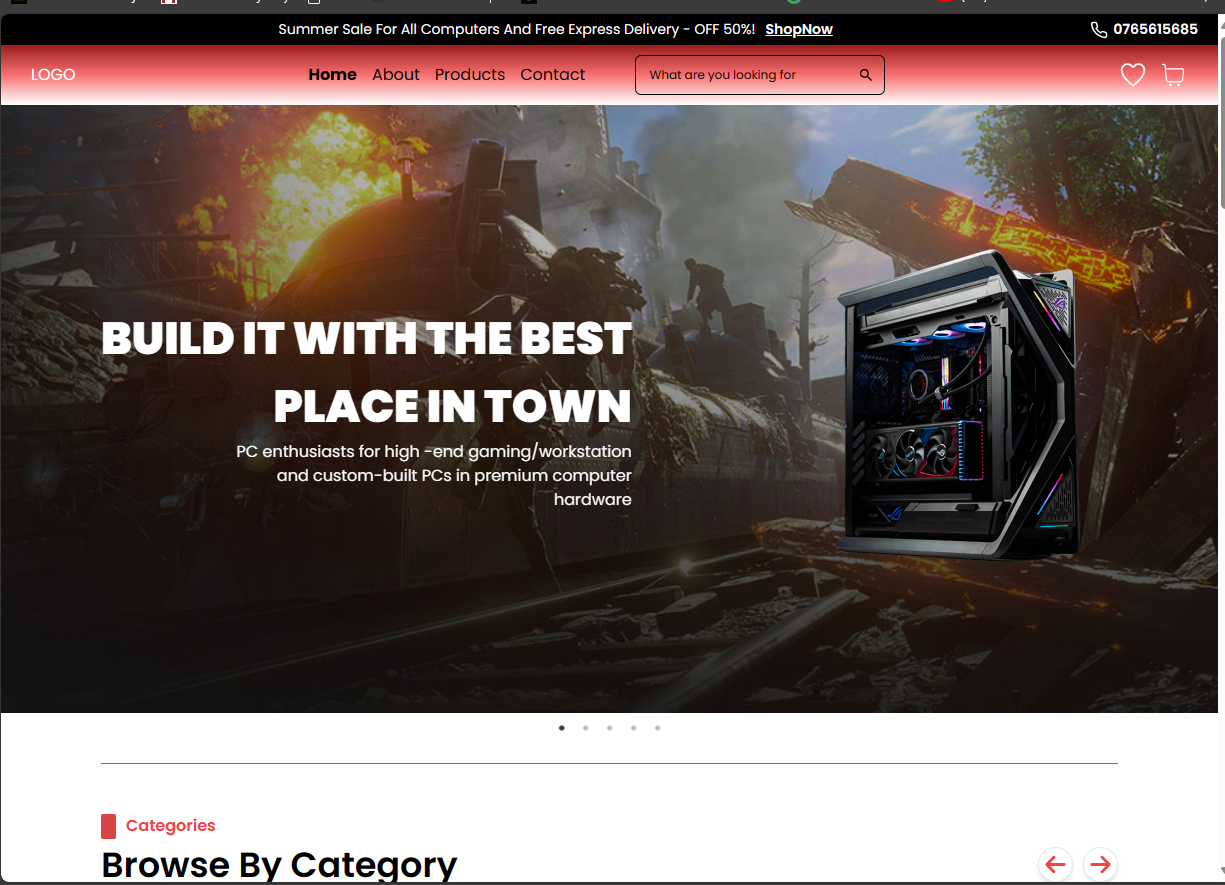 Summer Sale For All Computers And Free Express Delivery - OFF 50%! ShopNow 0765615685
LOGO Home About Products Contact What are you looking for
BUILD IT WITH THE BEST
PLACE IN TOWN
PC enthusiasts for high -end gaming/workstation
and custom-built PCs in premium computer
hardware
Categories
Browse By Category